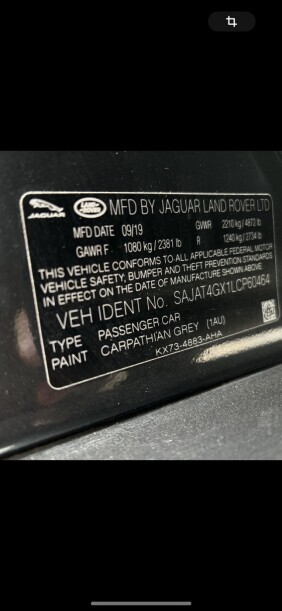 JAGUAR LAND ROVER MFD BY JAGUAR LAND ROVER LTD
MFD DATE 09/19 GVWR 2210 kg / 4872 lb
GAWR F 1080 kg / 2381 lb R 1240 kg / 2734 lb
THIS VEHICLE CONFORMS TO ALL APPLICABLE FEDERAL MOTOR
VEHICLE SAFETY, BUMPER AND THEFT PREVENTION STANDARDS
IN EFFECT ON THE DATE OF MANUFACTURE SHOWN ABOVE.
VEH IDENT No. SAJAT4GX1LCP60464
TYPE PASSENGER CAR
PAINT CARPATHIAN GREY (1AU)
KX73-4883-AHA